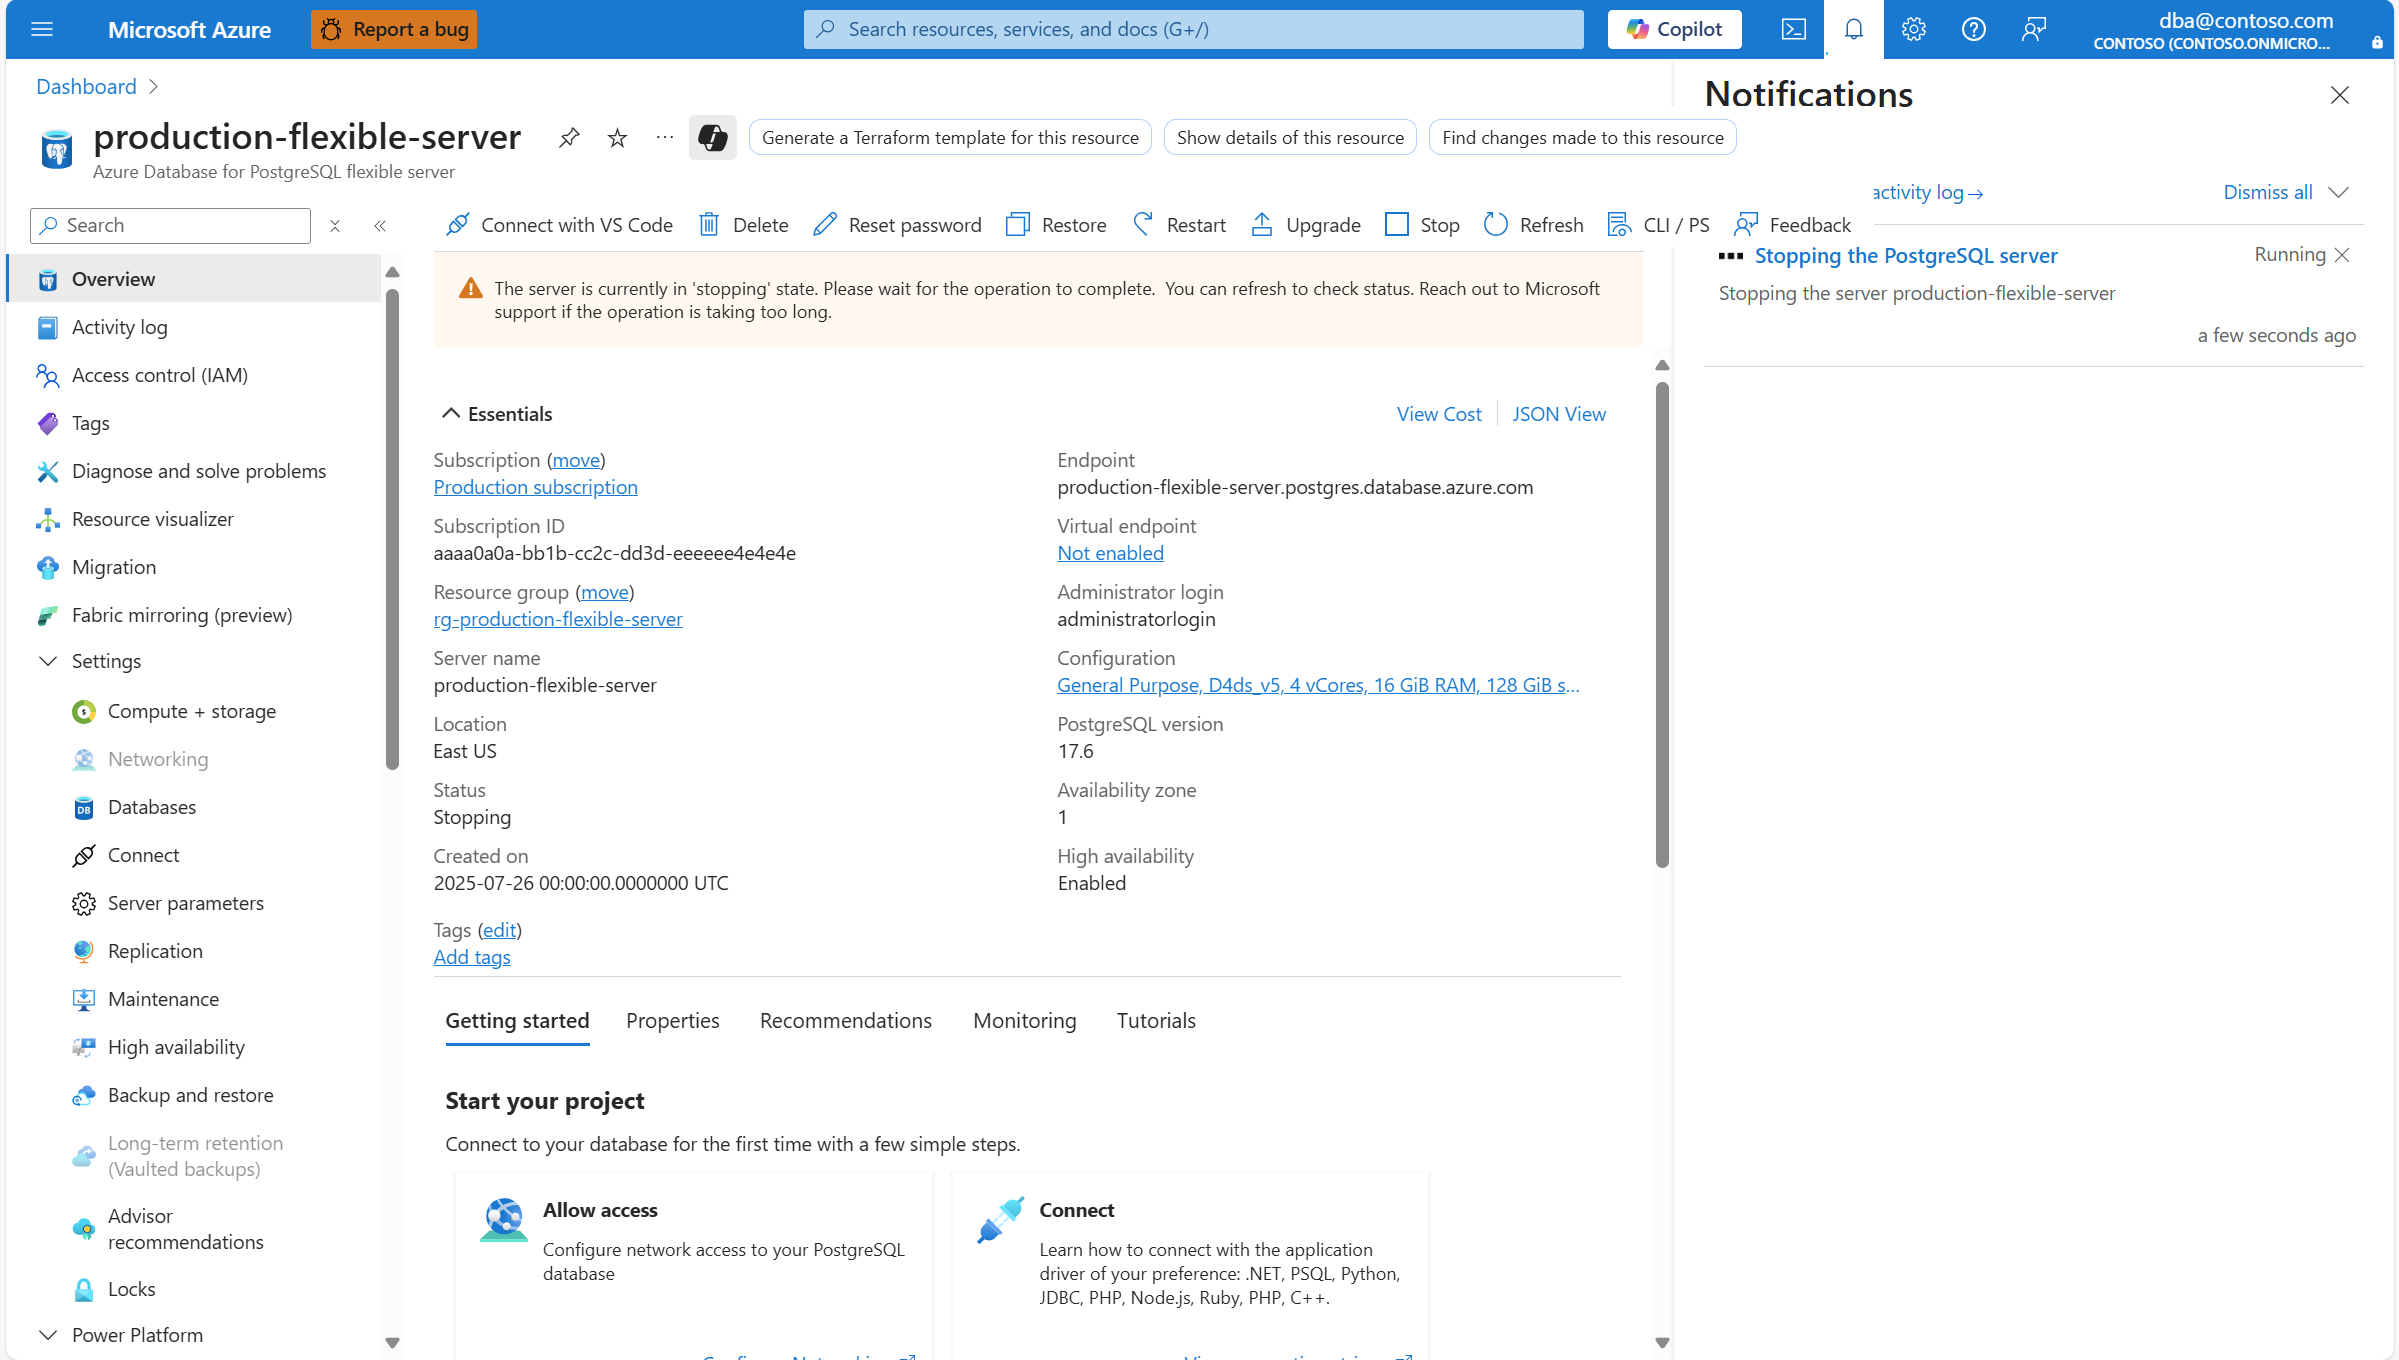 Microsoft Azure
Report a bug
Search resources, services, and docs (G+/)
Copilot
dba@contoso.com
CONTOSO (CONTOSO.ONMICRO...
Dashboard
production-flexible-server
Azure Database for PostgreSQL flexible server
Generate a Terraform template for this resource
Show details of this resource
Find changes made to this resource
Search
Connect with VS Code
Delete
Reset password
Restore
Restart
Upgrade
Stop
Refresh
CLI / PS
Feedback
The server is currently in 'stopping' state. Please wait for the operation to complete.  You can refresh to check status. Reach out to Microsoft
support if the operation is taking too long.
Overview
Activity log
Access control (IAM)
Tags
Diagnose and solve problems
Resource visualizer
Migration
Fabric mirroring (preview)
Settings
Compute + storage
Networking
Databases
Connect
Server parameters
Replication
Maintenance
High availability
Backup and restore
Long-term retention
(Vaulted backups)
Advisor
recommendations
Locks
Power Platform
Essentials
View Cost
JSON View
Subscription (move)
Production subscription
Subscription ID
aaaa0a0a-bb1b-cc2c-dd3d-eeeeee4e4e4e
Resource group (move)
rg-production-flexible-server
Server name
production-flexible-server
Location
East US
Status
Stopping
Created on
2025-07-26 00:00:00.0000000 UTC
Tags (edit)
Add tags
Endpoint
production-flexible-server.postgres.database.azure.com
Virtual endpoint
Not enabled
Administrator login
administratorlogin
Configuration
General Purpose, D4ds_v5, 4 vCores, 16 GiB RAM, 128 GiB s...
PostgreSQL version
17.6
Availability zone
1
High availability
Enabled
Getting started
Properties
Recommendations
Monitoring
Tutorials
Start your project
Connect to your database for the first time with a few simple steps.
Allow access
Configure network access to your PostgreSQL
database
Connect
Learn how to connect with the application
driver of your preference: .NET, PSQL, Python,
JDBC, PHP, Node.js, Ruby, PHP, C++.
Notifications
activity log
Dismiss all
Stopping the PostgreSQL server
Running
Stopping the server production-flexible-server
a few seconds ago